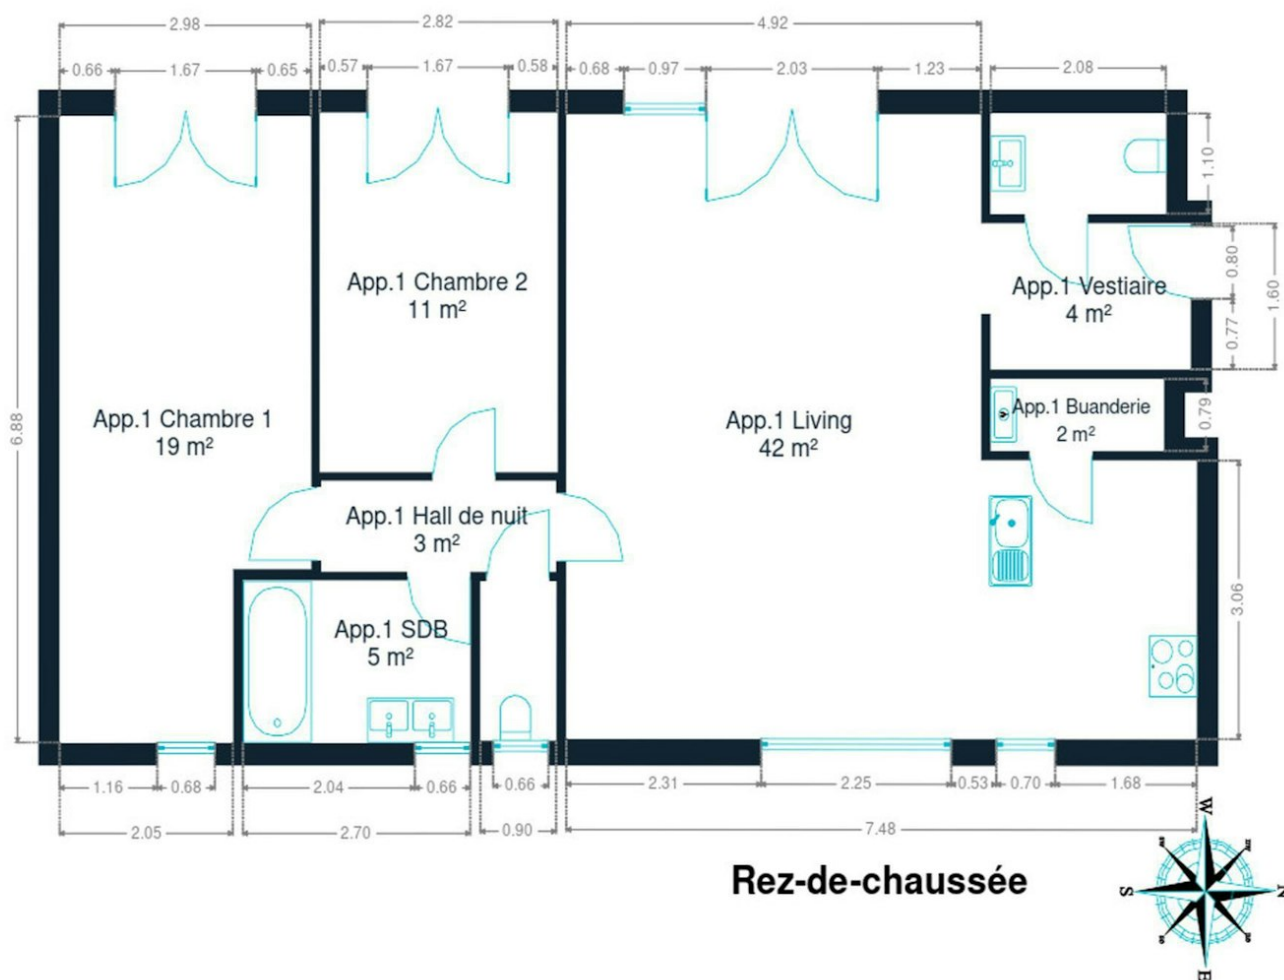 2.98
2.82
4.92
0.66
1.67
0.65
0.57
1.67
0.58
0.68
0.97
2.03
1.23
2.08
1.10
0.80
1.60
0.77
0.79
3.06
6.88
App.1 Chambre 2
11 m²
App.1 Vestiaire
4 m²
App.1 Chambre 1
19 m²
App.1 Living
42 m²
App.1 Buanderie
2 m²
App.1 Hall de nuit
3 m²
App.1 SDB
5 m²
1.16
0.68
2.04
0.66
0.66
2.31
2.25
0.53
0.70
1.68
2.05
2.70
0.90
7.48
Rez-de-chaussée
W
S
N
E